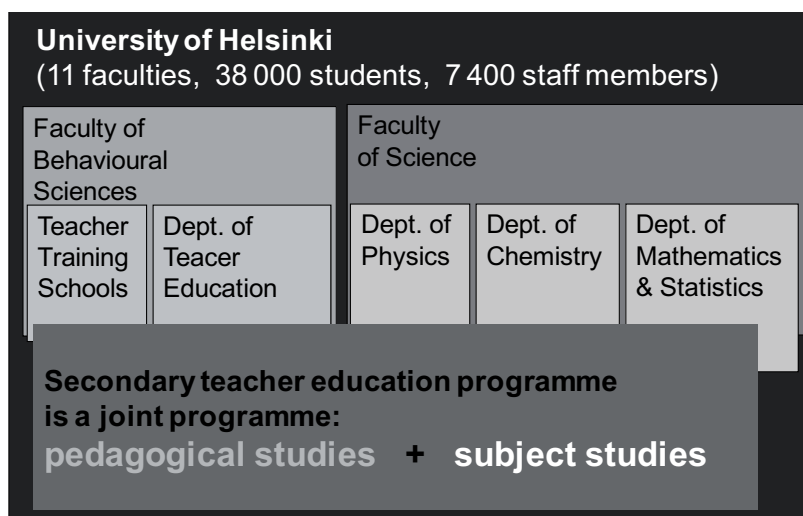 University of Helsinki
(11 faculties, 38 000 students, 7 400 staff members)
Faculty of
Behavioural
Sciences
Faculty
of Science
Teacher
Training
Schools
Dept. of
Teacer
Education
Dept. of
Physics
Dept. of
Chemistry
Dept. of
Mathematics
& Statistics
Secondary teacher education programme
is a joint programme:
pedagogical studies + subject studies